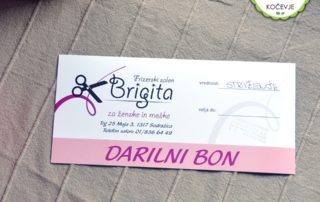 KOČEVJE
Frizerski salon
Brigita
za ženske in moške
Trg 25 Maja 3, 1317 Sodražica
Telefon salon: 01/836 64 49
vrednost: STRIŽENJE
velja do:
DARILNI BON